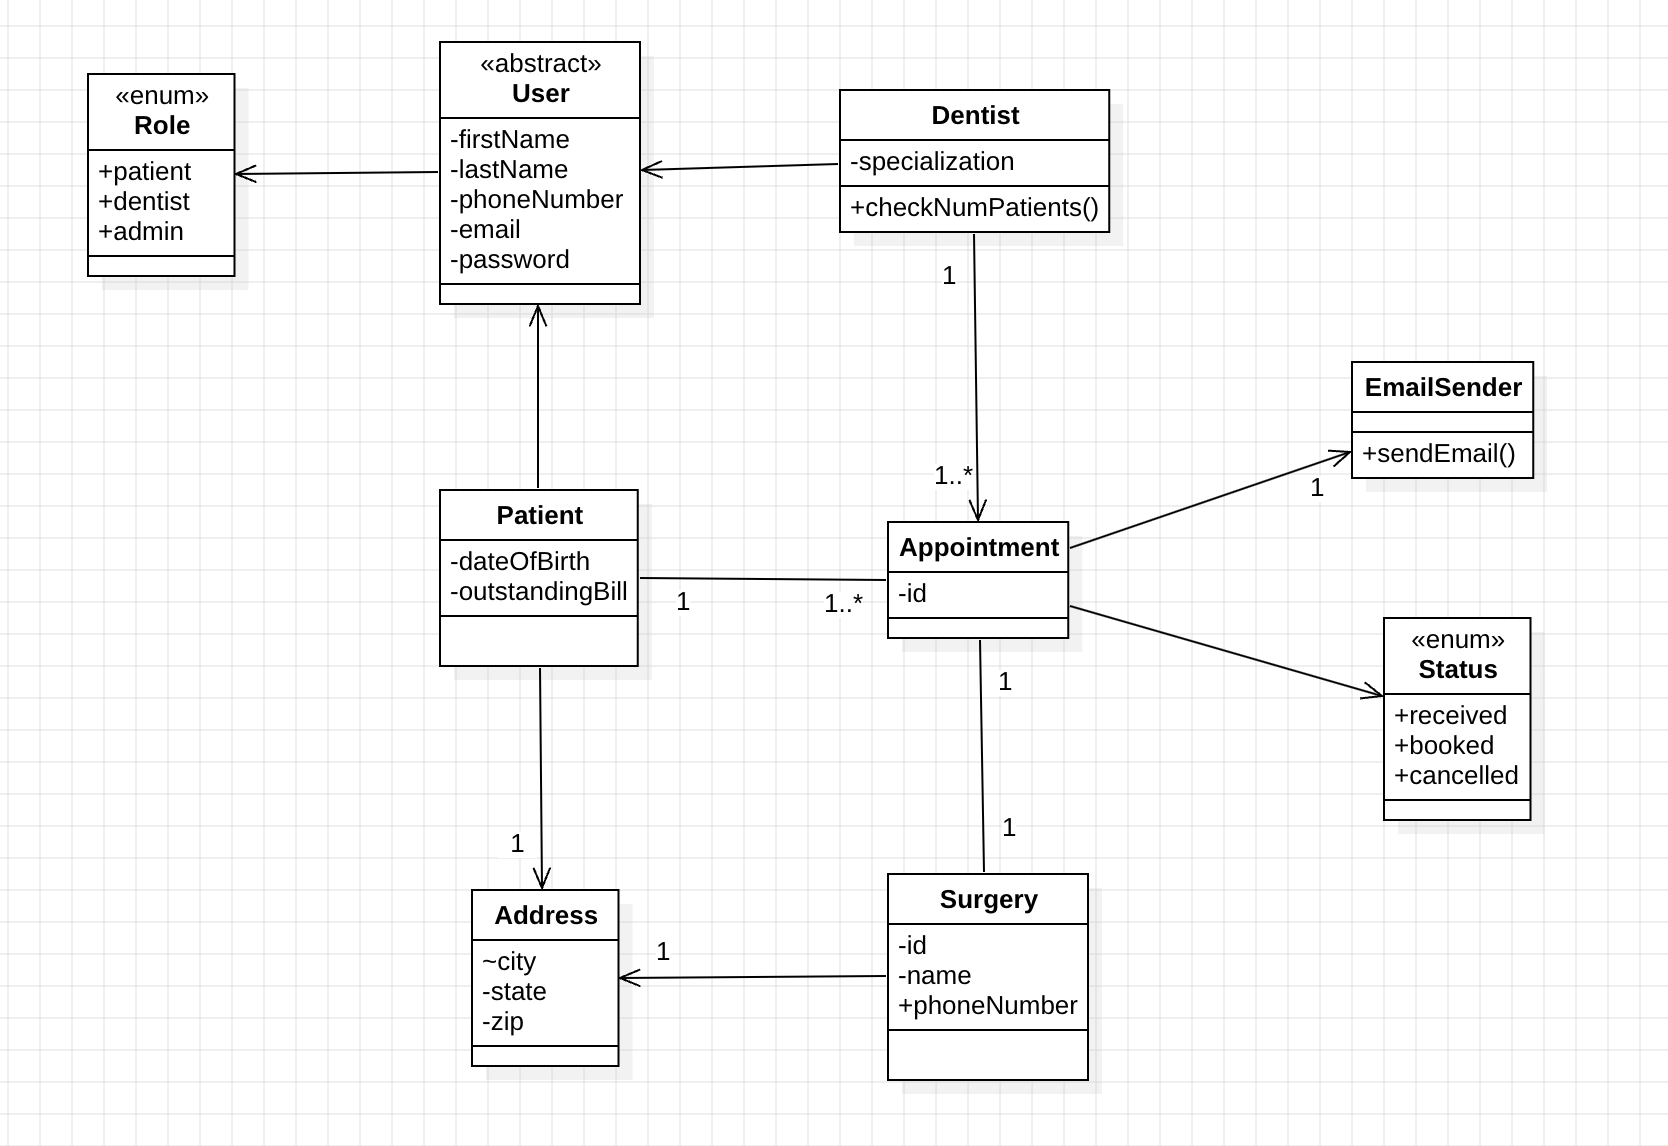 «enum»
Role
+patient
+dentist
+admin
«abstract»
User
-firstName
-lastName
-phoneNumber
-email
-password
Dentist
-specialization
+checkNumPatients()
1
1..*
EmailSender
+sendEmail()
1
Patient
-dateOfBirth
-outstandingBill
1
1..*
Appointment
-id
1
1
«enum»
Status
+received
+booked
+cancelled
1
Address
~city
-state
-zip
1
Surgery
-id
-name
+phoneNumber